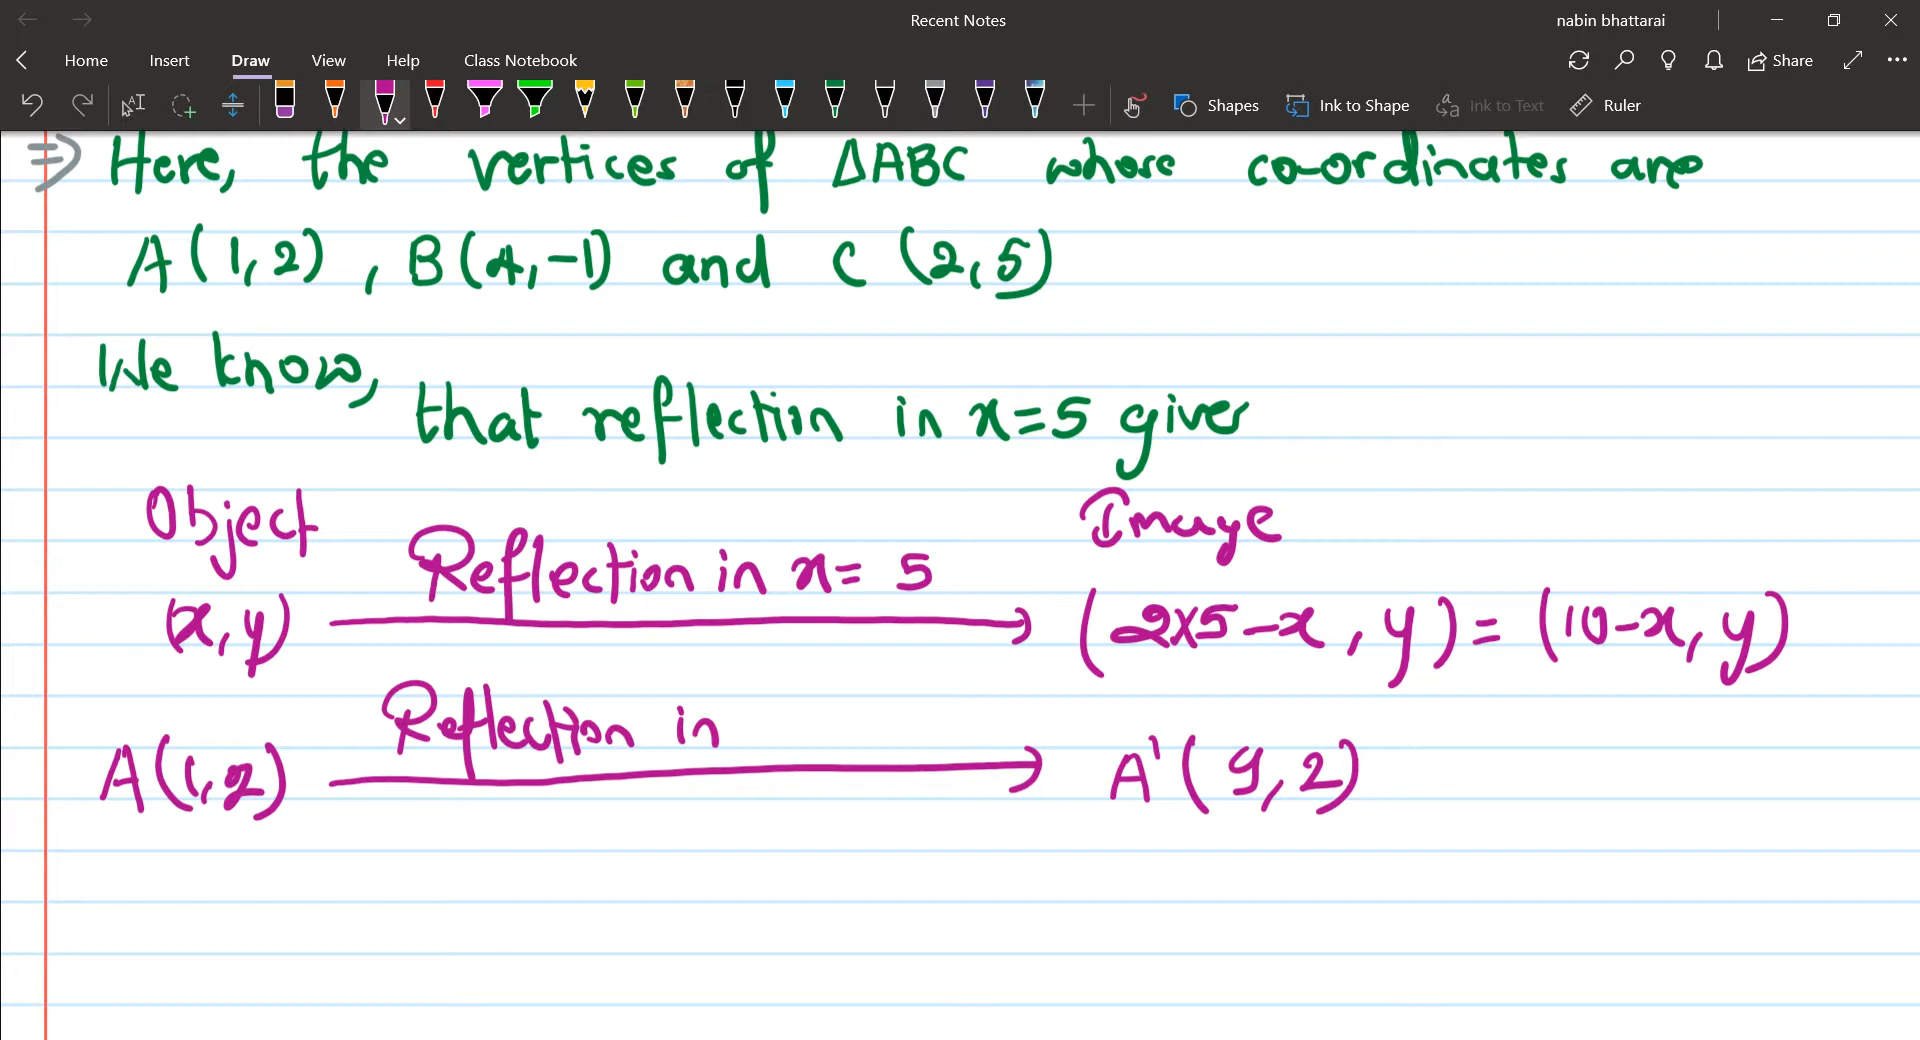 Recent Notes
nabin bhattarai
Home Insert Draw View Help Class Notebook
Share
Shapes Ink to Shape Ink to Text Ruler
⇒ Here, the vertices of ΔABC whose co-ordinates are
A(1,2), B(4,-1) and C (2,5)
We know,
that reflection in x=5 gives
Object Image
Reflection in x= 5
(x,y) (2x5-x, y) = (10-x, y)
Reflection in
A(1,2) A'(9,2)